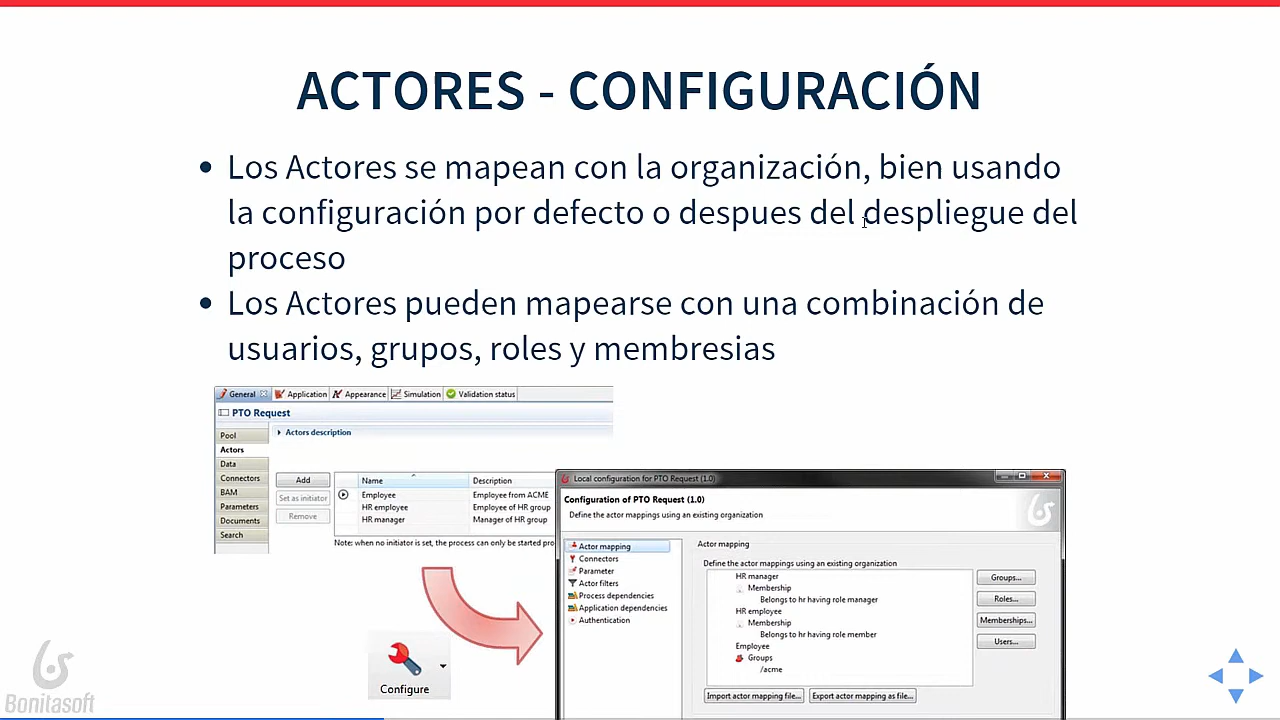 ACTORES - CONFIGURACIÓN
• Los Actores se mapean con la organización, bien usando
la configuración por defecto o despues del despliegue del
proceso
• Los Actores pueden mapearse con una combinación de
usuarios, grupos, roles y membresias
General
Application
Appearance
Simulation
Validation status
PTO Request
Pool
Actors
Data
Connectors
BAM
Parameters
Documents
Search
Actors description
Add
Set as initiator
Remove
Name Description
Employee Employee from ACME
HR employee Employee of HR group
HR manager Manager of HR group
Note: when no initiator is set, the process can only be started pro
Configure
Local configuration for PTO Request (1.0)
Configuration of PTO Request (1.0)
Define the actor mappings using an existing organization
Actor mapping
Connectors
Parameter
Actor filters
Process dependencies
Application dependencies
Authentication
Actor mapping
Define the actor mappings using an existing organization
HR manager
Membership
Belongs to hr having role manager
HR employee
Membership
Belongs to hr having role member
Employee
Groups
/acme
Groups...
Roles...
Memberships...
Users...
Import actor mapping file...
Export actor mapping as file...
Bonitasoft